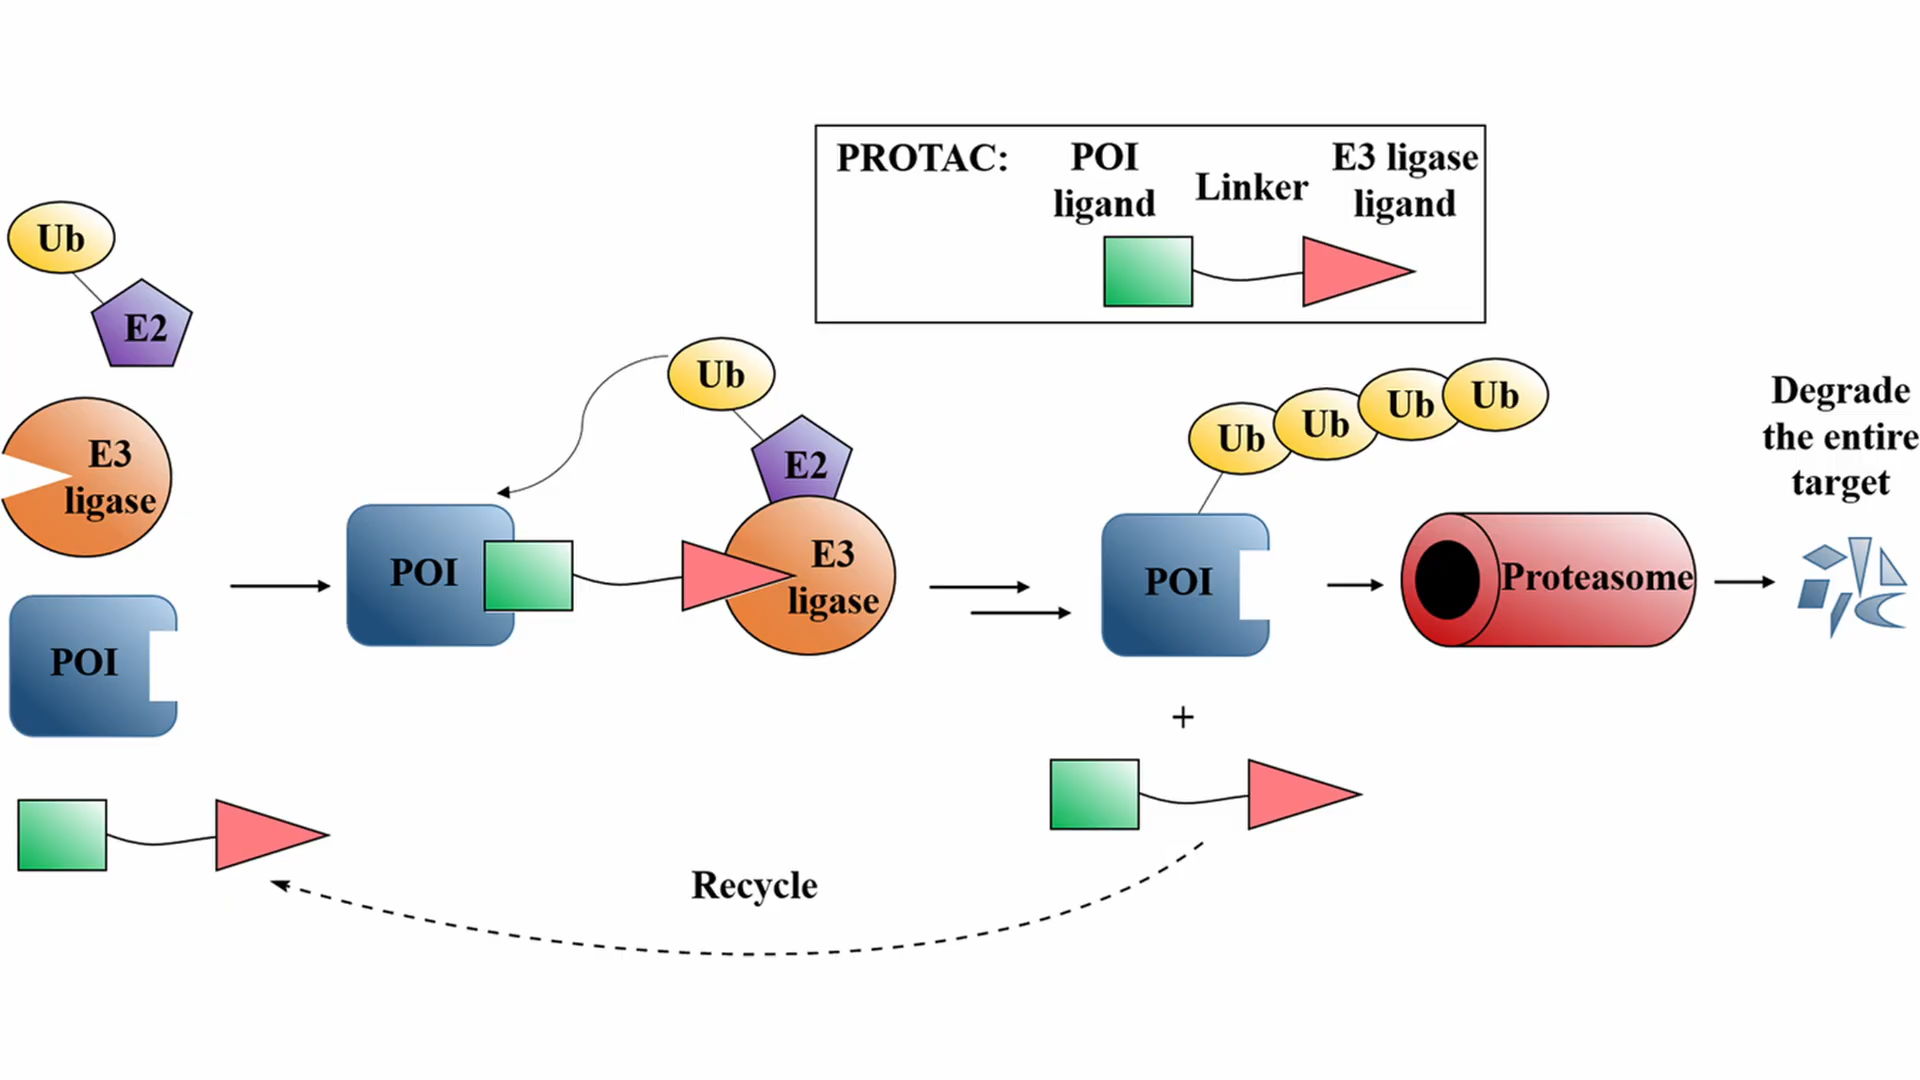 PROTAC:
POI
ligand
Linker
E3 ligase
ligand
Ub
E2
E3
ligase
POI
Ub
E2
POI
E3
ligase
Ub
Ub
Ub
Ub
POI
Proteasome
Degrade
the entire
target
+
Recycle